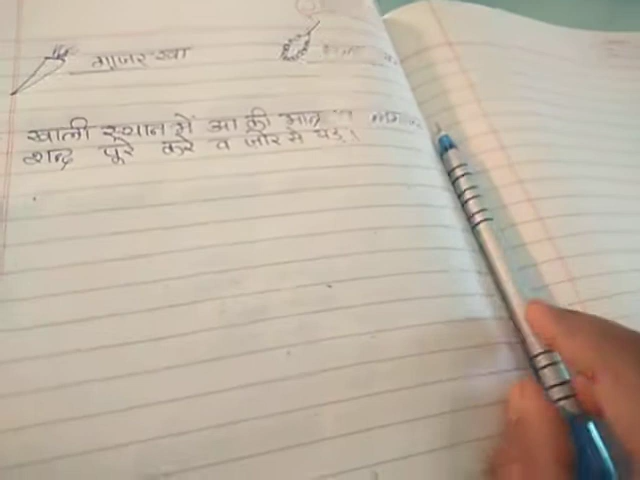 गाजर खा
खाली स्थान में आ की मात्रा
शब्द पूरे करे व जोर से पढ़े।